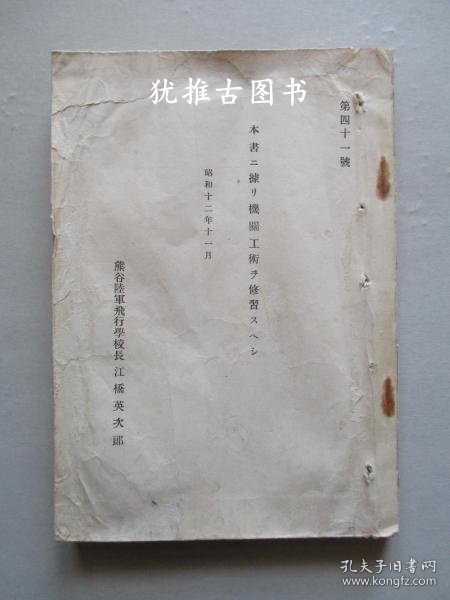 犹推古图书
第四十一號
本書ニ據リ機關工術ヲ修習スヘシ
昭和十二年十一月
熊谷陸軍飛行學校長 江橋英次郎
孔夫子旧书网
www.kongfz.com